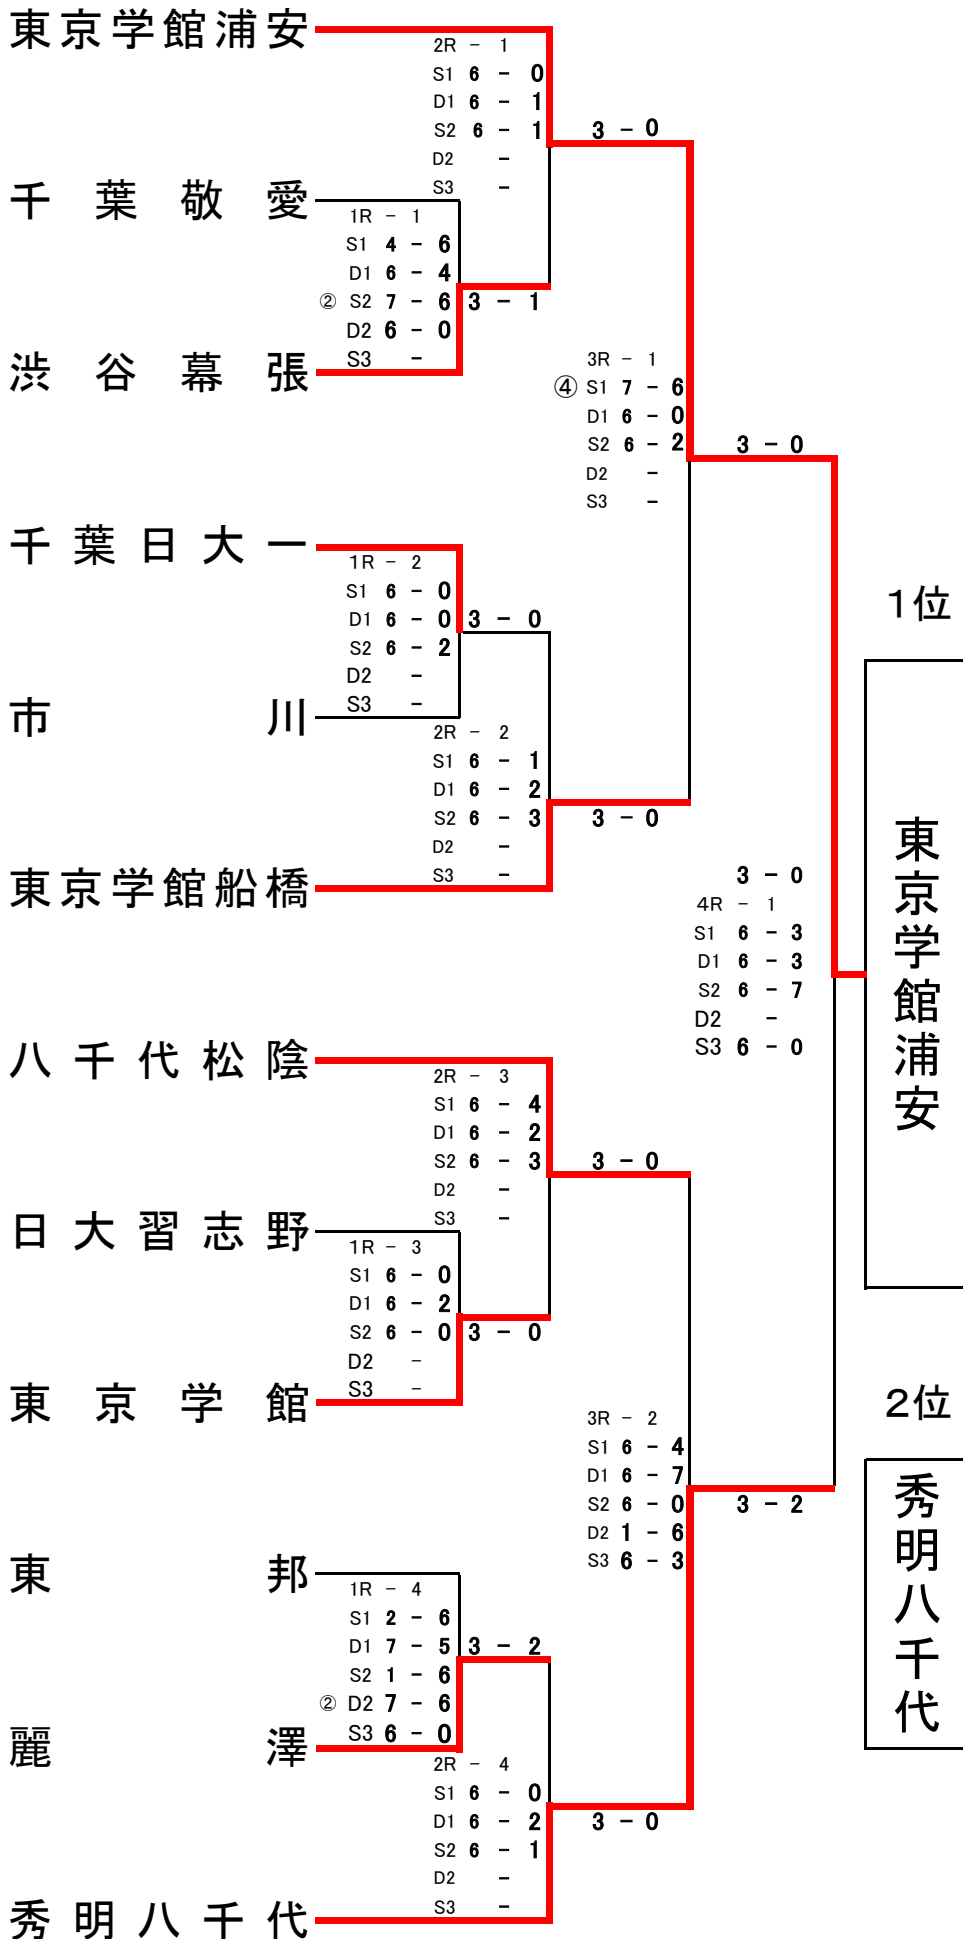 東京学館浦安
2R - 1
S1 6 - 0
D1 6 - 1
S2 6 - 1
D2 -
S3 -
3 - 0
千葉敬愛
1R - 1
S1 4 - 6
D1 6 - 4
② S2 7 - 6
D2 6 - 0
S3 -
3 - 1
渋谷幕張
3R - 1
④ S1 7 - 6
D1 6 - 0
S2 6 - 2
D2 -
S3 -
3 - 0
千葉日大一
1R - 2
S1 6 - 0
D1 6 - 0
S2 6 - 2
D2 -
S3 -
3 - 0
市川
2R - 2
S1 6 - 1
D1 6 - 2
S2 6 - 3
D2 -
S3 -
3 - 0
東京学館船橋
3 - 0
4R - 1
S1 6 - 3
D1 6 - 3
S2 6 - 7
D2 -
S3 6 - 0
八千代松陰
2R - 3
S1 6 - 4
D1 6 - 2
S2 6 - 3
D2 -
S3 -
3 - 0
日大習志野
1R - 3
S1 6 - 0
D1 6 - 2
S2 6 - 0
D2 -
S3 -
3 - 0
東京学館
3R - 2
S1 6 - 4
D1 6 - 7
S2 6 - 0
D2 1 - 6
S3 6 - 3
3 - 2
東邦
1R - 4
S1 2 - 6
D1 7 - 5
S2 1 - 6
② D2 7 - 6
S3 6 - 0
3 - 2
麗澤
2R - 4
S1 6 - 0
D1 6 - 2
S2 6 - 1
D2 -
S3 -
3 - 0
秀明八千代
1位
東京学館浦安
2位
秀明八千代